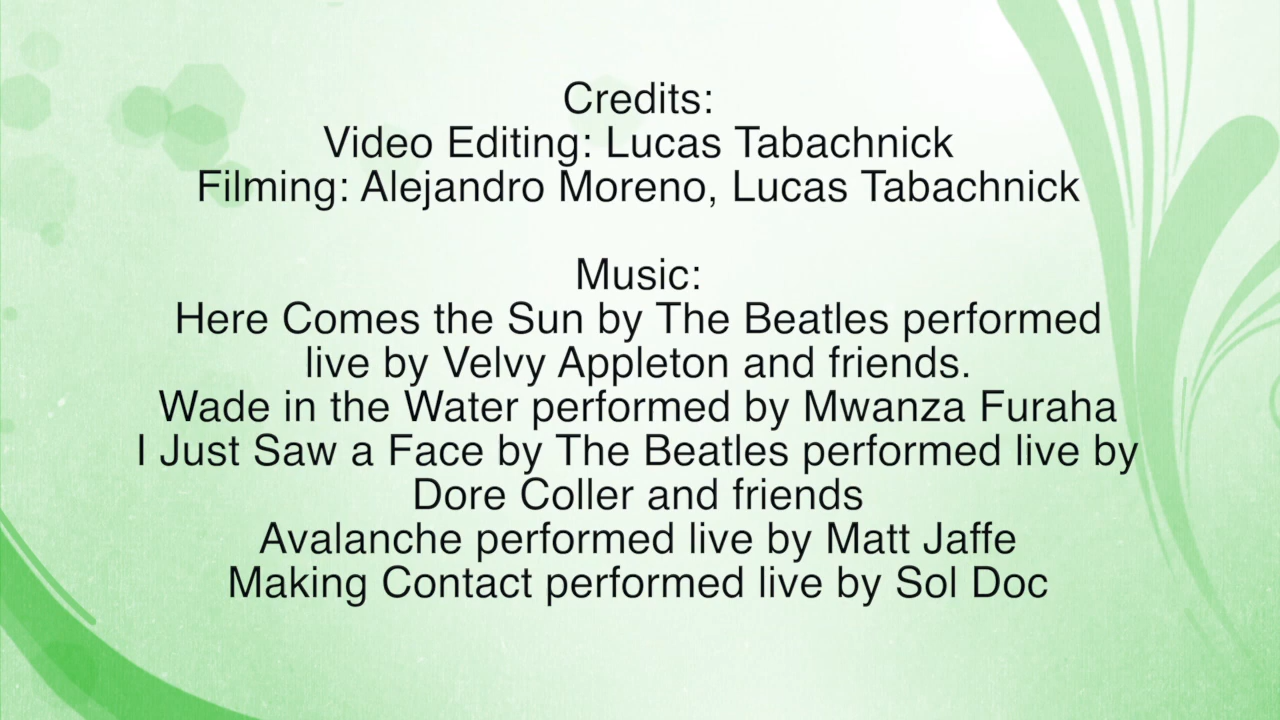 Credits:
Video Editing: Lucas Tabachnick
Filming: Alejandro Moreno, Lucas Tabachnick
Music:
Here Comes the Sun by The Beatles performed
live by Velvy Appleton and friends.
Wade in the Water performed by Mwanza Furaha
I Just Saw a Face by The Beatles performed live by
Dore Coller and friends
Avalanche performed live by Matt Jaffe
Making Contact performed live by Sol Doc